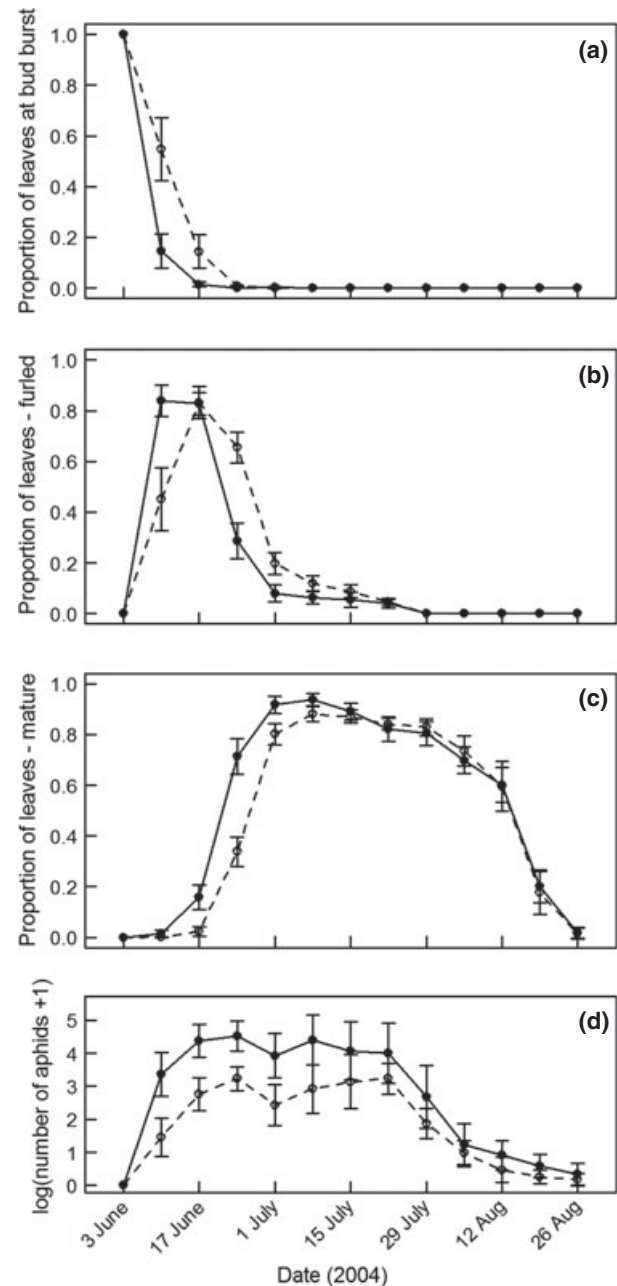 (a)
Proportion of leaves at bud burst
1.0
0.8
0.6
0.4
0.2
0.0
(b)
Proportion of leaves - furled
1.0
0.8
0.6
0.4
0.2
0.0
(c)
Proportion of leaves - mature
1.0
0.8
0.6
0.4
0.2
0.0
(d)
log(number of aphids +1)
5
4
3
2
1
0
3 June
17 June
1 July
15 July
29 July
12 Aug
26 Aug
Date (2004)